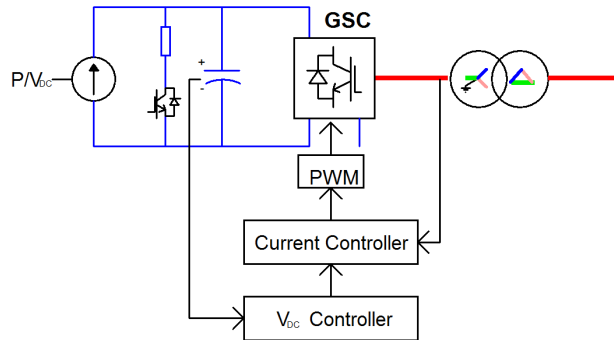 GSC
P/VDC
+
-
PWM
Current Controller
VDC Controller